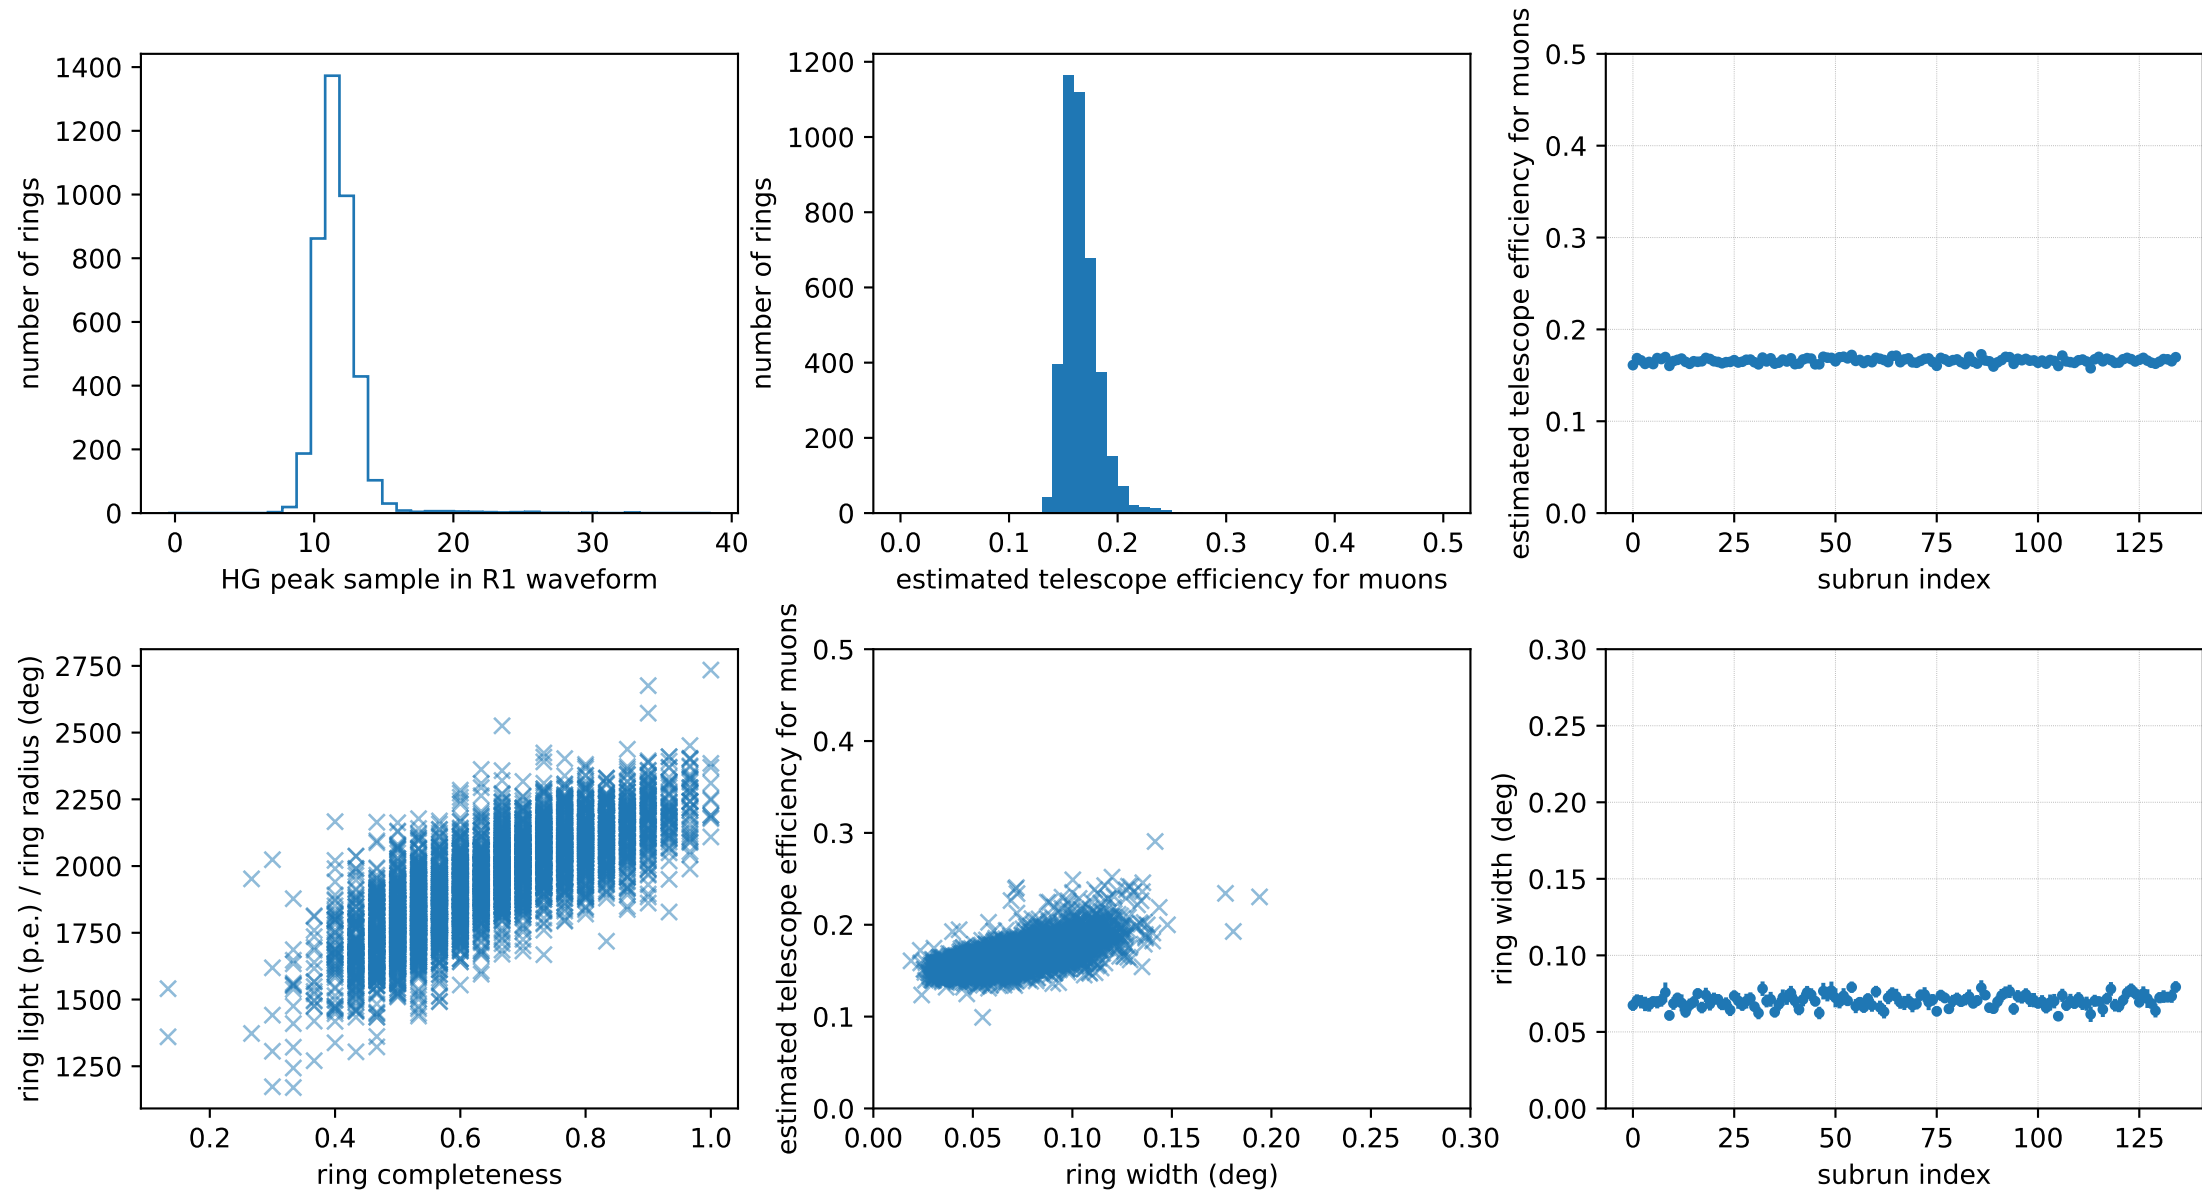 number of rings
1400
1200
1000
800
600
400
200
0
0 10 20 30 40
HG peak sample in R1 waveform
number of rings
1200
1000
800
600
400
200
0
0.0 0.1 0.2 0.3 0.4 0.5
estimated telescope efficiency for muons
estimated telescope efficiency for muons
0.5
0.4
0.3
0.2
0.1
0.0
0 25 50 75 100 125
subrun index
ring light (p.e.) / ring radius (deg)
2750
2500
2250
2000
1750
1500
1250
0.2 0.4 0.6 0.8 1.0
ring completeness
estimated telescope efficiency for muons
0.5
0.4
0.3
0.2
0.1
0.0
0.00 0.05 0.10 0.15 0.20 0.25 0.30
ring width (deg)
ring width (deg)
0.30
0.25
0.20
0.15
0.10
0.05
0.00
0 25 50 75 100 125
subrun index